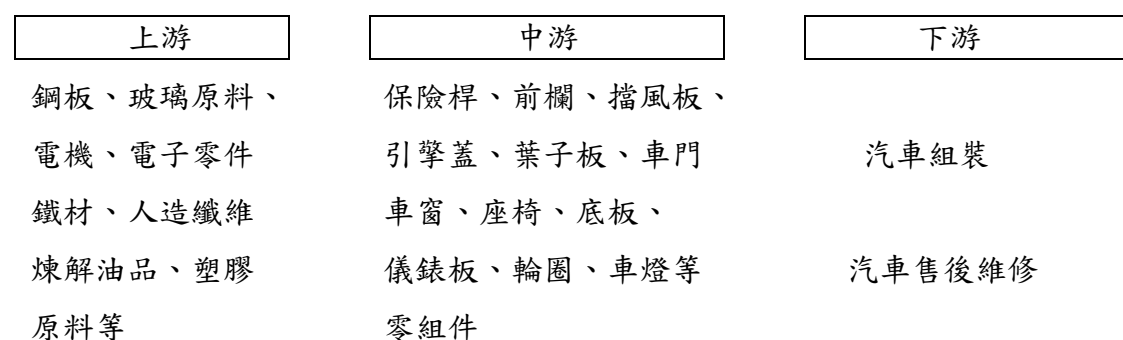 上游
鋼板、玻璃原料、
電機、電子零件
鐵材、人造纖維
煉解油品、塑膠
原料等
中游
保險桿、前欄、擋風板、
引擎蓋、葉子板、車門
車窗、座椅、底板、
儀錶板、輪圈、車燈等
零組件
下游
汽車組裝
汽車售後維修